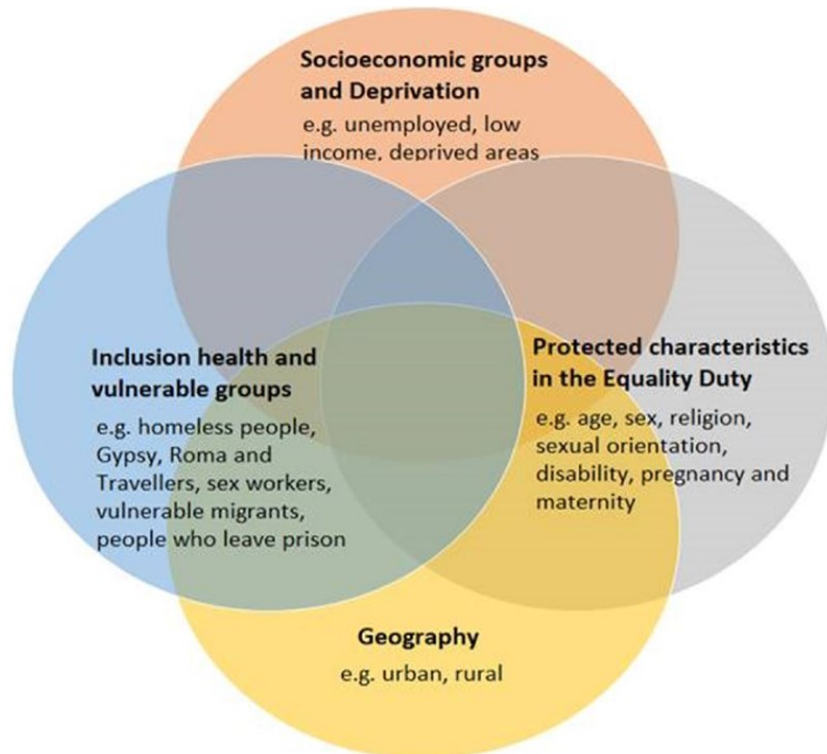 Socioeconomic groups
and Deprivation
e.g. unemployed, low
income, deprived areas
Inclusion health and
vulnerable groups
e.g. homeless people,
Gypsy, Roma and
Travellers, sex workers,
vulnerable migrants,
people who leave prison
Protected characteristics
in the Equality Duty
e.g. age, sex, religion,
sexual orientation,
disability, pregnancy and
maternity
Geography
e.g. urban, rural